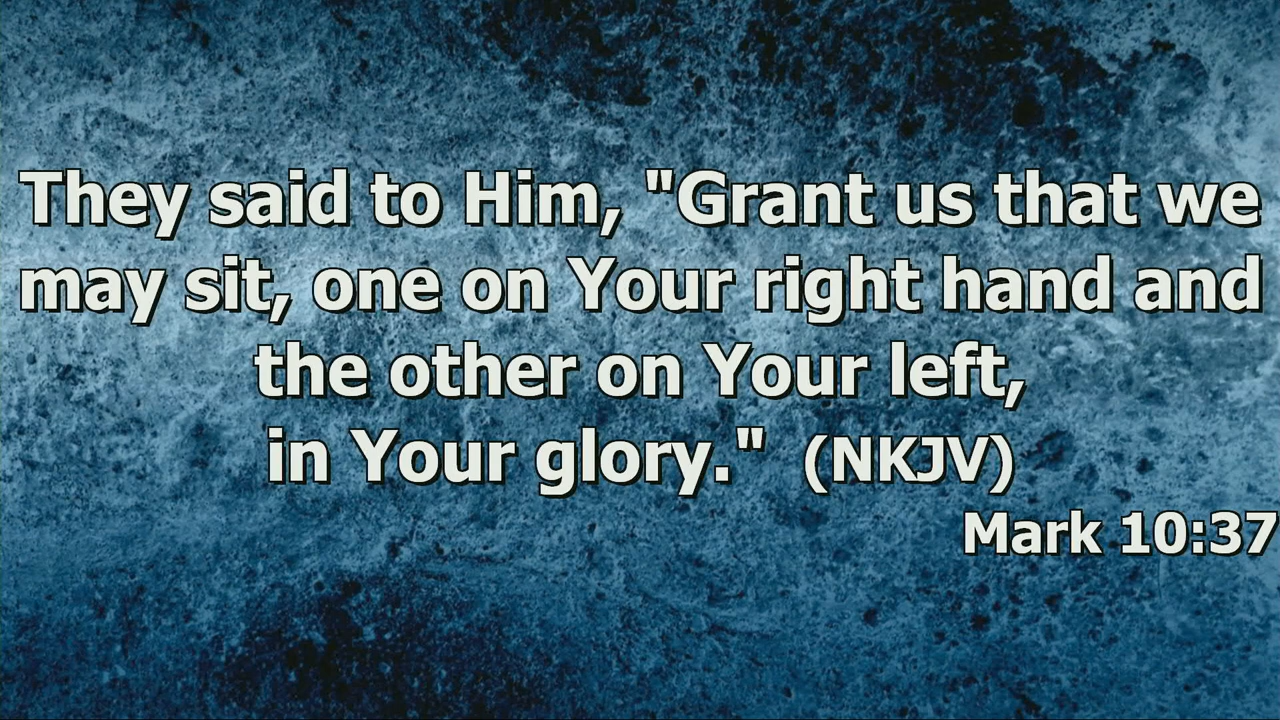 They said to Him, "Grant us that we
may sit, one on Your right hand and
the other on Your left,
in Your glory." (NKJV)
Mark 10:37